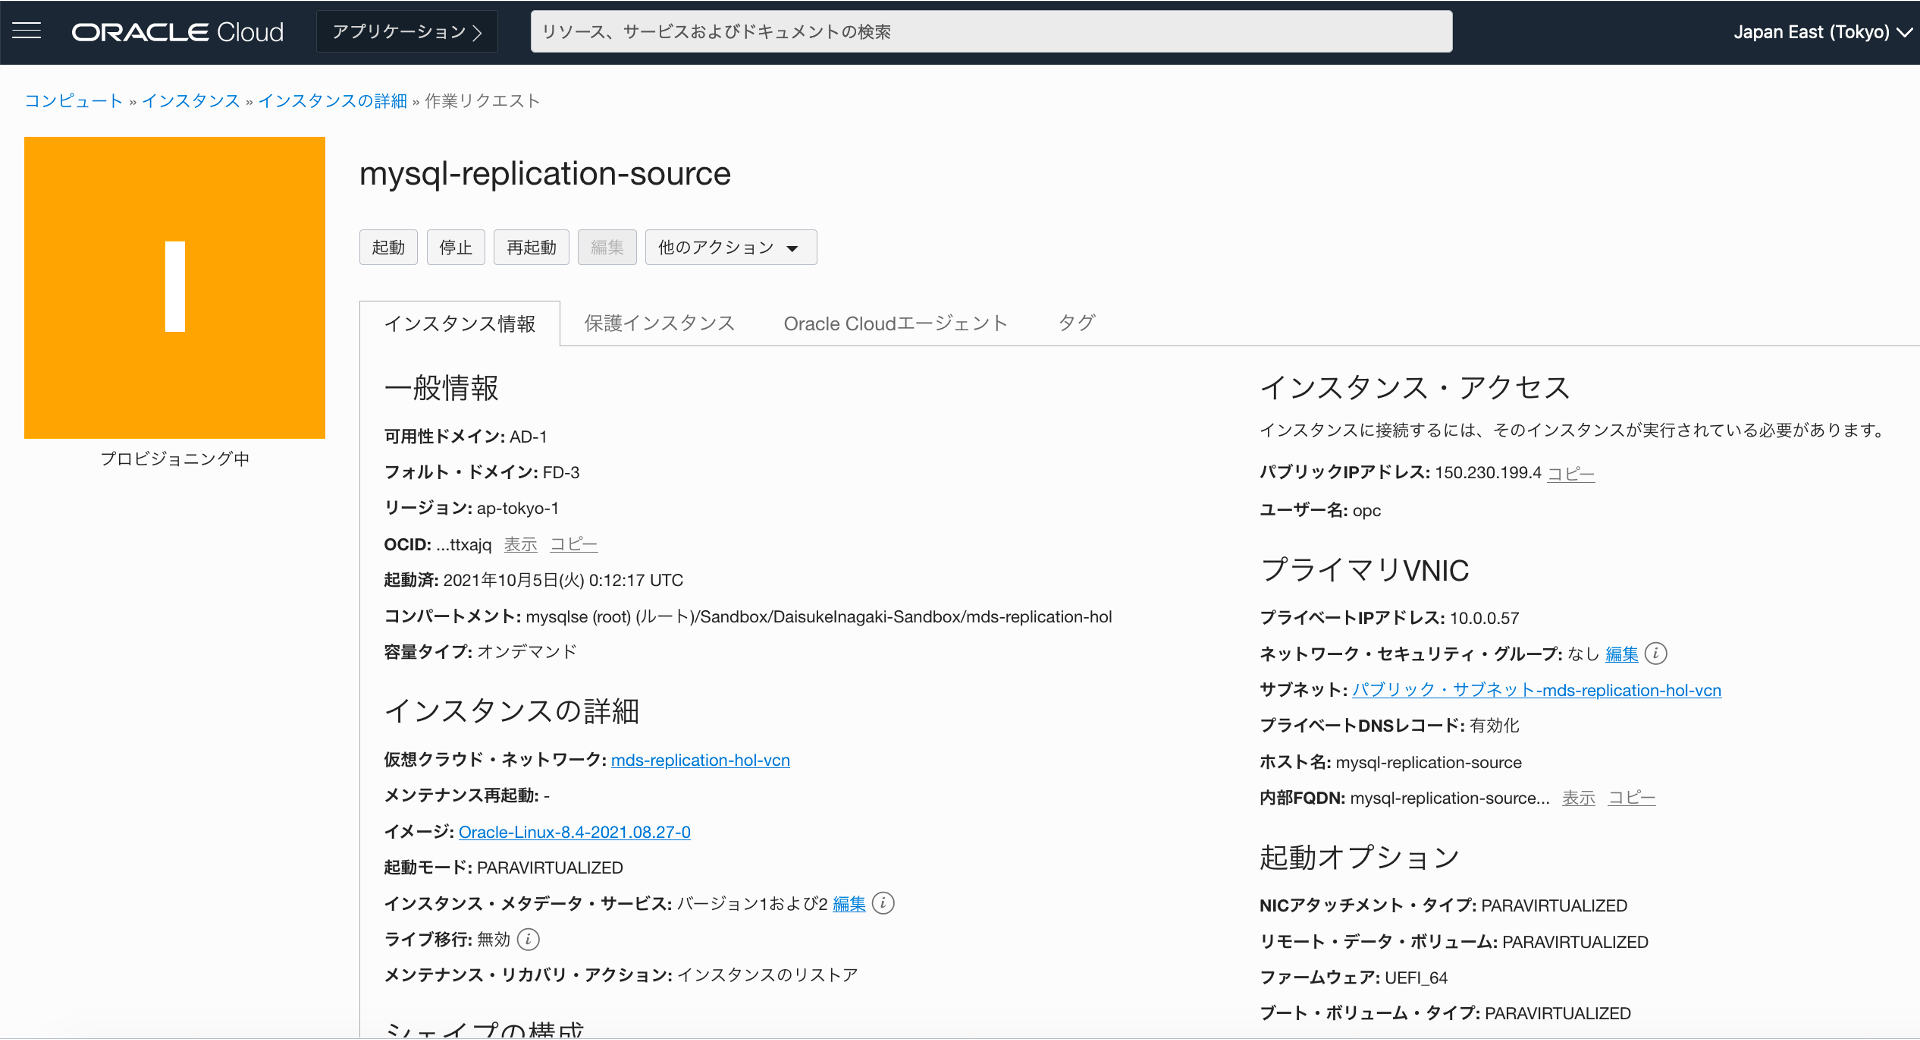 ORACLE Cloud
アプリケーション
リソース、サービスおよびドキュメントの検索
Japan East (Tokyo)
コンピュート » インスタンス » インスタンスの詳細 » 作業リクエスト
I
プロビジョニング中
mysql-replication-source
起動 停止 再起動 編集 他のアクション
インスタンス情報 保護インスタンス Oracle Cloudエージェント タグ
一般情報
可用性ドメイン: AD-1
フォルト・ドメイン: FD-3
リージョン: ap-tokyo-1
OCID: ...ttxajq 表示 コピー
起動済: 2021年10月5日(火) 0:12:17 UTC
コンパートメント: mysqlse (root) (ルート)/Sandbox/DaisukeInagaki-Sandbox/mds-replication-hol
容量タイプ: オンデマンド
インスタンスの詳細
仮想クラウド・ネットワーク: mds-replication-hol-vcn
メンテナンス再起動: -
イメージ: Oracle-Linux-8.4-2021.08.27-0
起動モード: PARAVIRTUALIZED
インスタンス・メタデータ・サービス: バージョン1および2 編集 i
ライブ移行: 無効 i
メンテナンス・リカバリ・アクション: インスタンスのリストア
シェイプの構成
インスタンス・アクセス
インスタンスに接続するには、そのインスタンスが実行されている必要があります。
パブリックIPアドレス: 150.230.199.4 コピー
ユーザー名: opc
プライマリVNIC
プライベートIPアドレス: 10.0.0.57
ネットワーク・セキュリティ・グループ: なし 編集 i
サブネット: パブリック・サブネット-mds-replication-hol-vcn
プライベートDNSレコード: 有効化
ホスト名: mysql-replication-source
内部FQDN: mysql-replication-source... 表示 コピー
起動オプション
NICアタッチメント・タイプ: PARAVIRTUALIZED
リモート・データ・ボリューム: PARAVIRTUALIZED
ファームウェア: UEFI_64
ブート・ボリューム・タイプ: PARAVIRTUALIZED